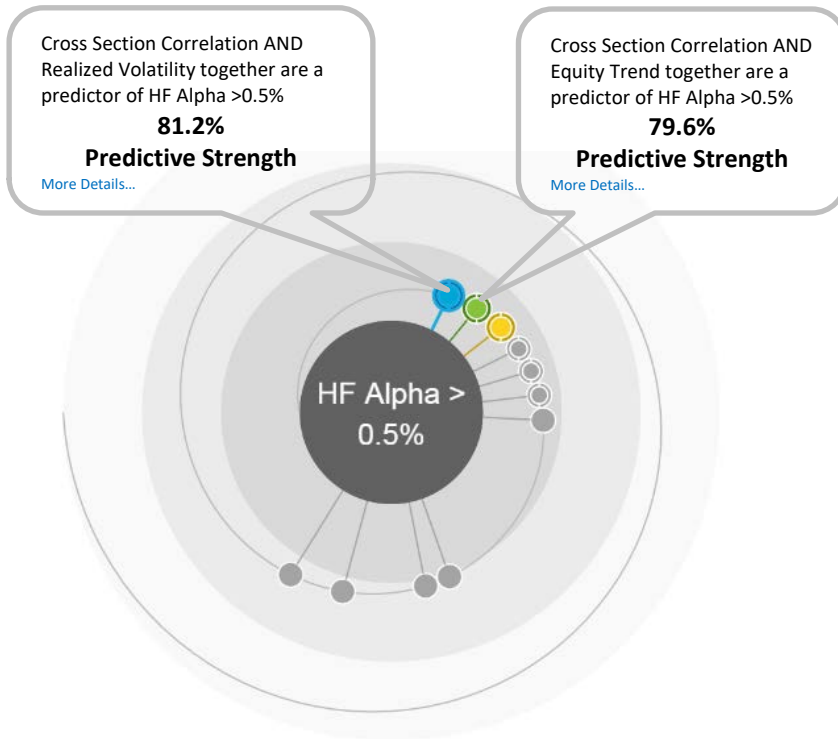 Cross Section Correlation AND
Realized Volatility together are a
predictor of HF Alpha >0.5%
81.2%
Predictive Strength
More Details…
Cross Section Correlation AND
Equity Trend together are a
predictor of HF Alpha >0.5%
79.6%
Predictive Strength
More Details…
HF Alpha >
0.5%